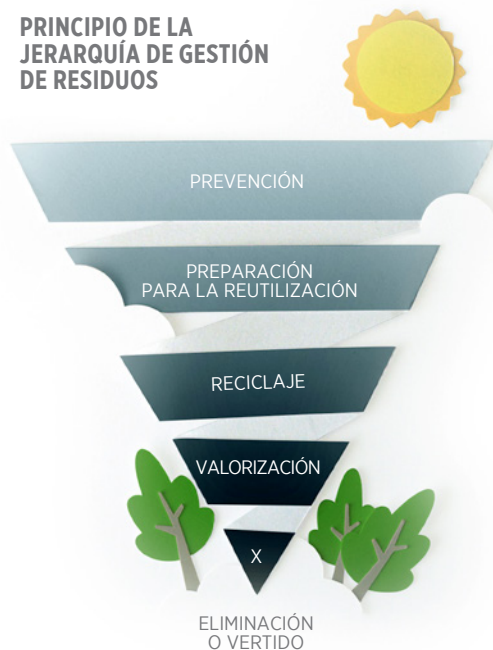 PRINCIPIO DE LA
JERARQUÍA DE GESTIÓN
DE RESIDUOS
PREVENCIÓN
PREPARACIÓN
PARA LA REUTILIZACIÓN
RECICLAJE
VALORIZACIÓN
X
ELIMINACIÓN
O VERTIDO